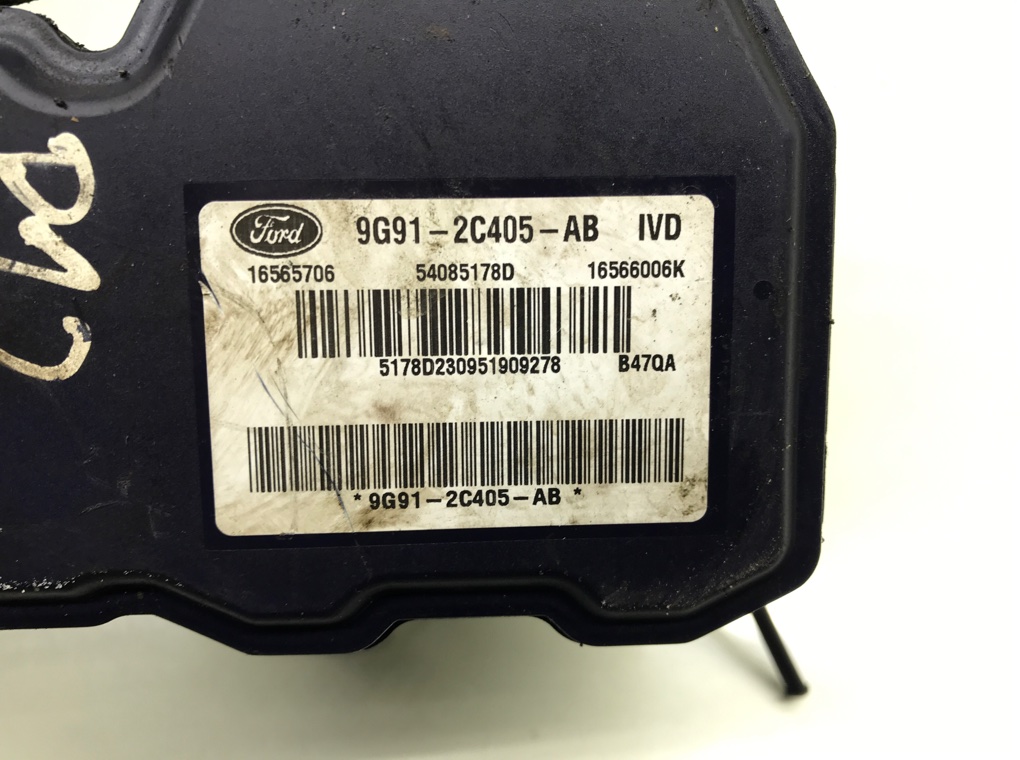 Ford 9G91-2C405-AB IVD
16565706 54085178D 16566006K
5178D230951909278 B47QA
*9G91-2C405-AB*